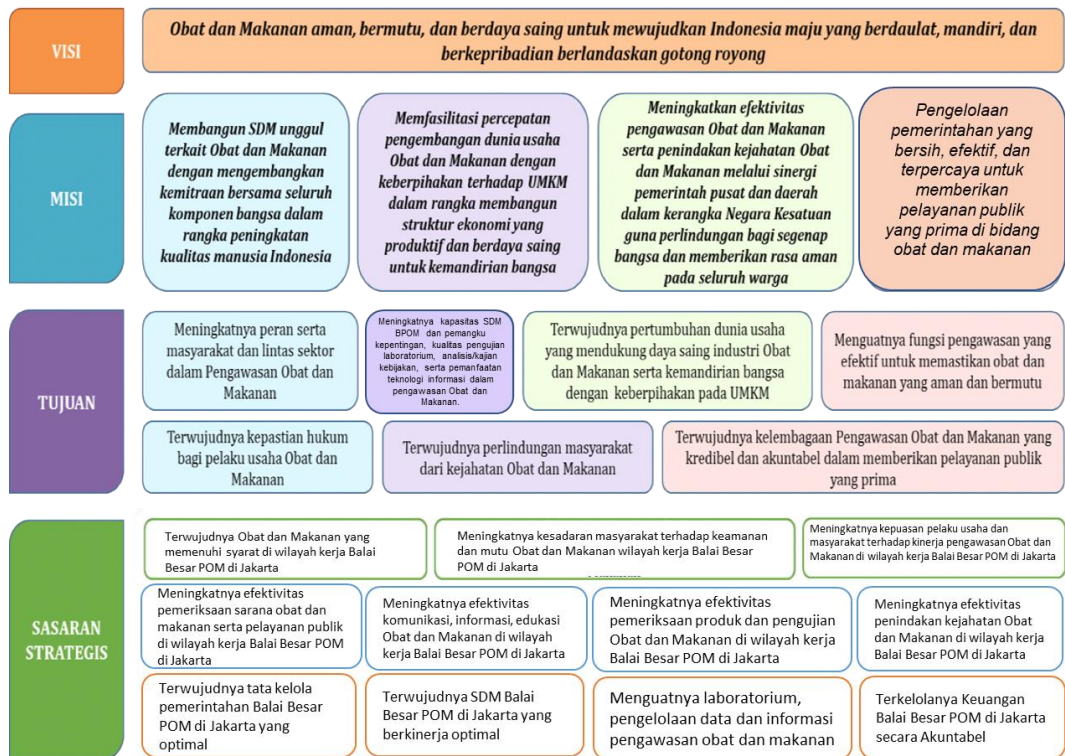 VISI
Obat dan Makanan aman, bermutu, dan berdaya saing untuk mewujudkan Indonesia maju yang berdaulat, mandiri, dan
berkepribadian berlandaskan gotong royong
MISI
Membangun SDM unggul
terkait Obat dan Makanan
dengan mengembangkan
kemitraan bersama seluruh
komponen bangsa dalam
rangka peningkatan
kualitas manusia Indonesia
Memfasilitasi percepatan
pengembangan dunia usaha
Obat dan Makanan dengan
keberpihakan terhadap UMKM
dalam rangka membangun
struktur ekonomi yang
produktif dan berdaya saing
untuk kemandirian bangsa
Meningkatkan efektivitas
pengawasan Obat dan Makanan
serta penindakan kejahatan Obat
dan Makanan melalui sinergi
pemerintah pusat dan daerah
dalam kerangka Negara Kesatuan
guna perlindungan bagi segenap
bangsa dan memberikan rasa aman
pada seluruh warga
Pengelolaan
pemerintahan yang
bersih, efektif, dan
terpercaya untuk
memberikan
pelayanan publik
yang prima di bidang
obat dan makanan
TUJUAN
Meningkatnya peran serta
masyarakat dan lintas sektor
dalam Pengawasan Obat dan
Makanan
Meningkatnya kapasitas SDM
BPOM dan pemangku
kepentingan, kualitas pengujian
laboratorium, analisis/kajian
kebijakan, serta pemanfaatan
teknologi informasi dalam
pengawasan Obat dan
Makanan.
Terwujudnya pertumbuhan dunia usaha
yang mendukung daya saing industri Obat
dan Makanan serta kemandirian bangsa
dengan keberpihakan pada UMKM
Menguatnya fungsi pengawasan yang
efektif untuk memastikan obat dan
makanan yang aman dan bermutu
Terwujudnya kepastian hukum
bagi pelaku usaha Obat dan
Makanan
Terwujudnya perlindungan masyarakat
dari kejahatan Obat dan Makanan
Terwujudnya kelembagaan Pengawasan Obat dan Makanan yang
kredibel dan akuntabel dalam memberikan pelayanan publik
yang prima
SASARAN
STRATEGIS
Terwujudnya Obat dan Makanan yang
memenuhi syarat di wilayah kerja Balai
Besar POM di Jakarta
Meningkatnya kesadaran masyarakat terhadap keamanan
dan mutu Obat dan Makanan wilayah kerja Balai Besar
POM di Jakarta
Meningkatnya kepuasan pelaku usaha dan
masyarakat terhadap kinerja pengawasan Obat dan
Makanan di wilayah kerja Balai Besar POM di Jakarta
Meningkatnya efektivitas
pemeriksaan sarana obat dan
makanan serta pelayanan publik
di wilayah kerja Balai Besar POM
di Jakarta
Meningkatnya efektivitas
komunikasi, informasi, edukasi
Obat dan Makanan di wilayah
kerja Balai Besar POM di Jakarta
Meningkatnya efektivitas
pemeriksaan produk dan pengujian
Obat dan Makanan di wilayah kerja
Balai Besar POM di Jakarta
Meningkatnya efektivitas
penindakan kejahatan Obat
dan Makanan di wilayah kerja
Balai Besar POM di Jakarta
Terwujudnya tata kelola
pemerintahan Balai Besar
POM di Jakarta yang
optimal
Terwujudnya SDM Balai
Besar POM di Jakarta yang
berkinerja optimal
Menguatnya laboratorium,
pengelolaan data dan informasi
pengawasan obat dan makanan
Terkelolanya Keuangan
Balai Besar POM di Jakarta
secara Akuntabel